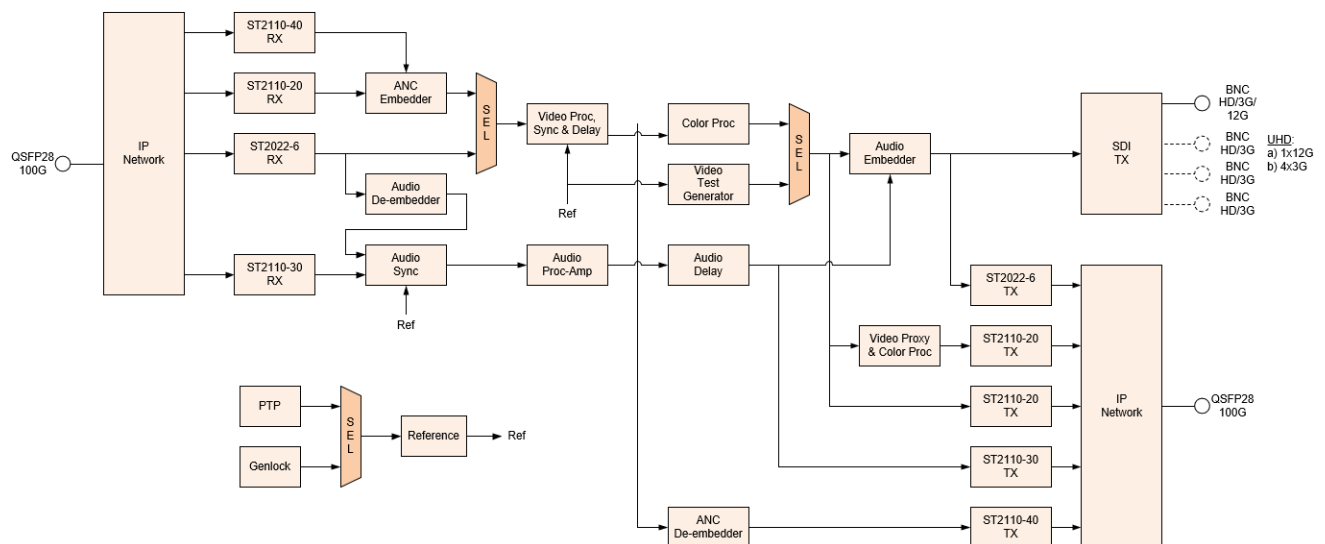 ST2110-40
RX
IP
Network
ST2110-20
RX
ANC
Embedder
S
E
L
Video Proc,
Sync & Delay
Color Proc
S
E
L
BNC
HD/3G/
12G
QSFP28
100G
ST2022-6
RX
Audio
De-embedder
Ref
Video
Test
Generator
Audio
Embedder
SDI
TX
BNC
HD/3G
BNC
HD/3G
BNC
HD/3G
UHD:
a) 1x12G
b) 4x3G
ST2110-30
RX
Audio
Sync
Ref
Audio
Proc-Amp
Audio
Delay
ST2022-6
TX
Video Proxy
& Color Proc
ST2110-20
TX
PTP
Genlock
S
E
L
Reference
Ref
ST2110-20
TX
IP
Network
QSFP28
100G
ST2110-30
TX
ANC
De-embedder
ST2110-40
TX